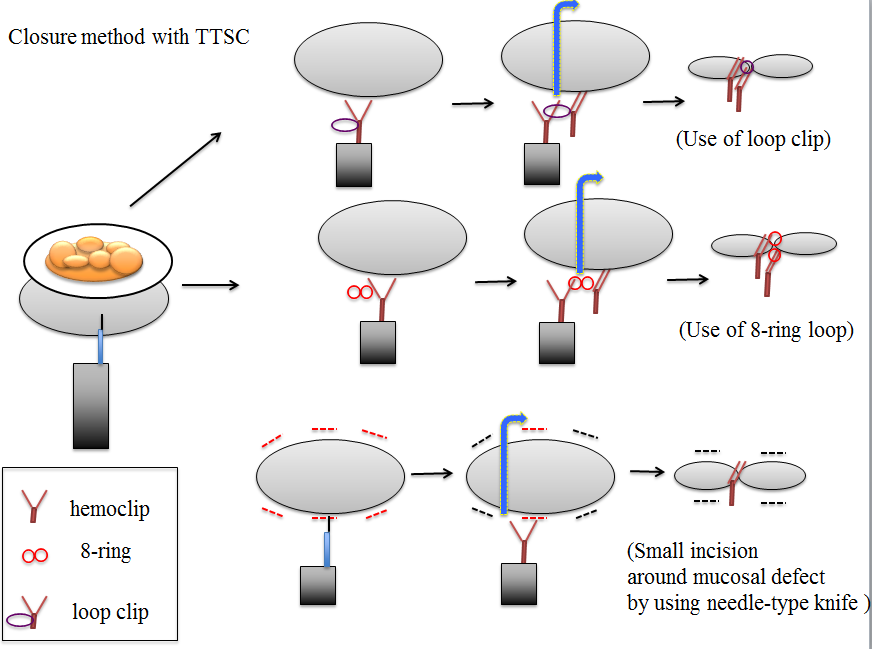 Closure method with TTSC
(Use of loop clip)
(Use of 8-ring loop)
(Small incision
around mucosal defect
by using needle-type knife )
hemoclip
8-ring
loop clip